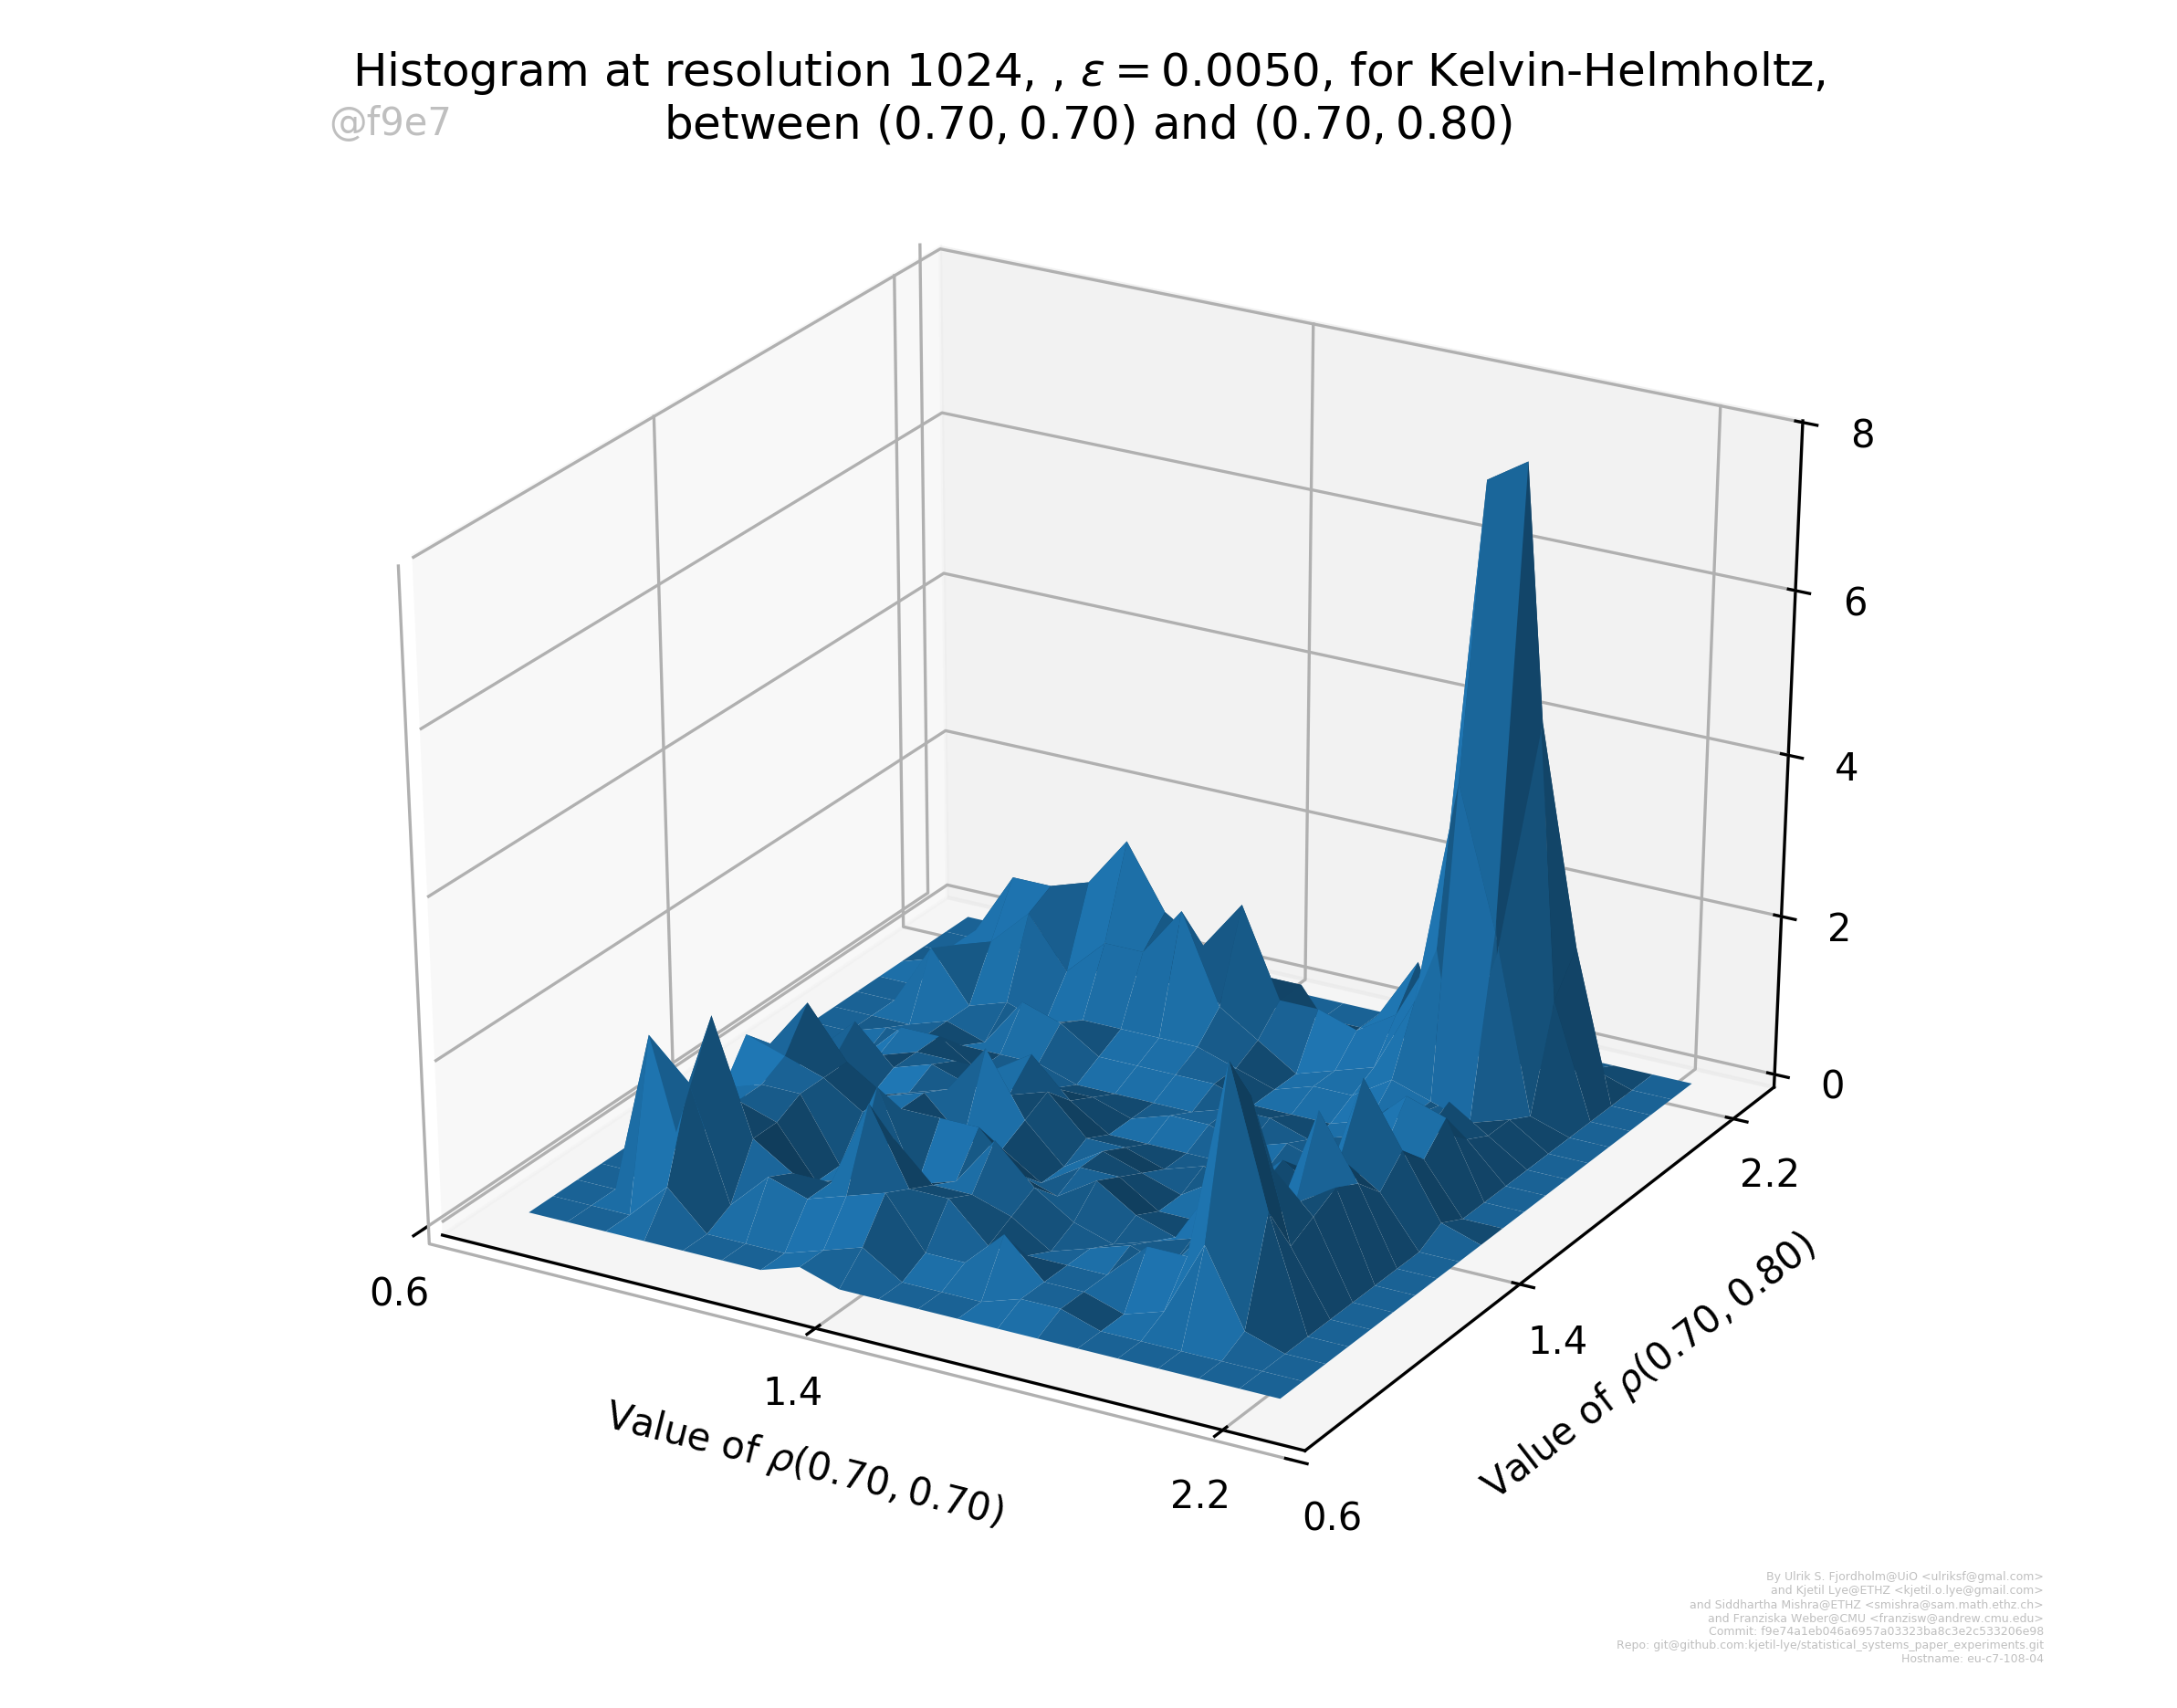 Histogram at resolution 1024, , ε = 0.0050, for Kelvin-Helmholtz,
@f9e7
between (0.70, 0.70) and (0.70, 0.80)
8
6
4
2
0
2.2
1.4
0.6
Value of ρ(0.70, 0.80)
0.6
1.4
2.2
Value of ρ(0.70, 0.70)
By Ulrik S. Fjordholm@UiO <ulriksf@gmal.com>
and Kjetil Lye@ETHZ <kjetil.o.lye@gmail.com>
and Siddhartha Mishra@ETHZ <smishra@sam.math.ethz.ch>
and Franziska Weber@CMU <franzisw@andrew.cmu.edu>
Commit: f9e74a1eb046a6957a03323ba8c3e2c533206e98
Repo: git@github.com:kjetil-lye/statistical_systems_paper_experiments.git
Hostname: eu-c7-108-04